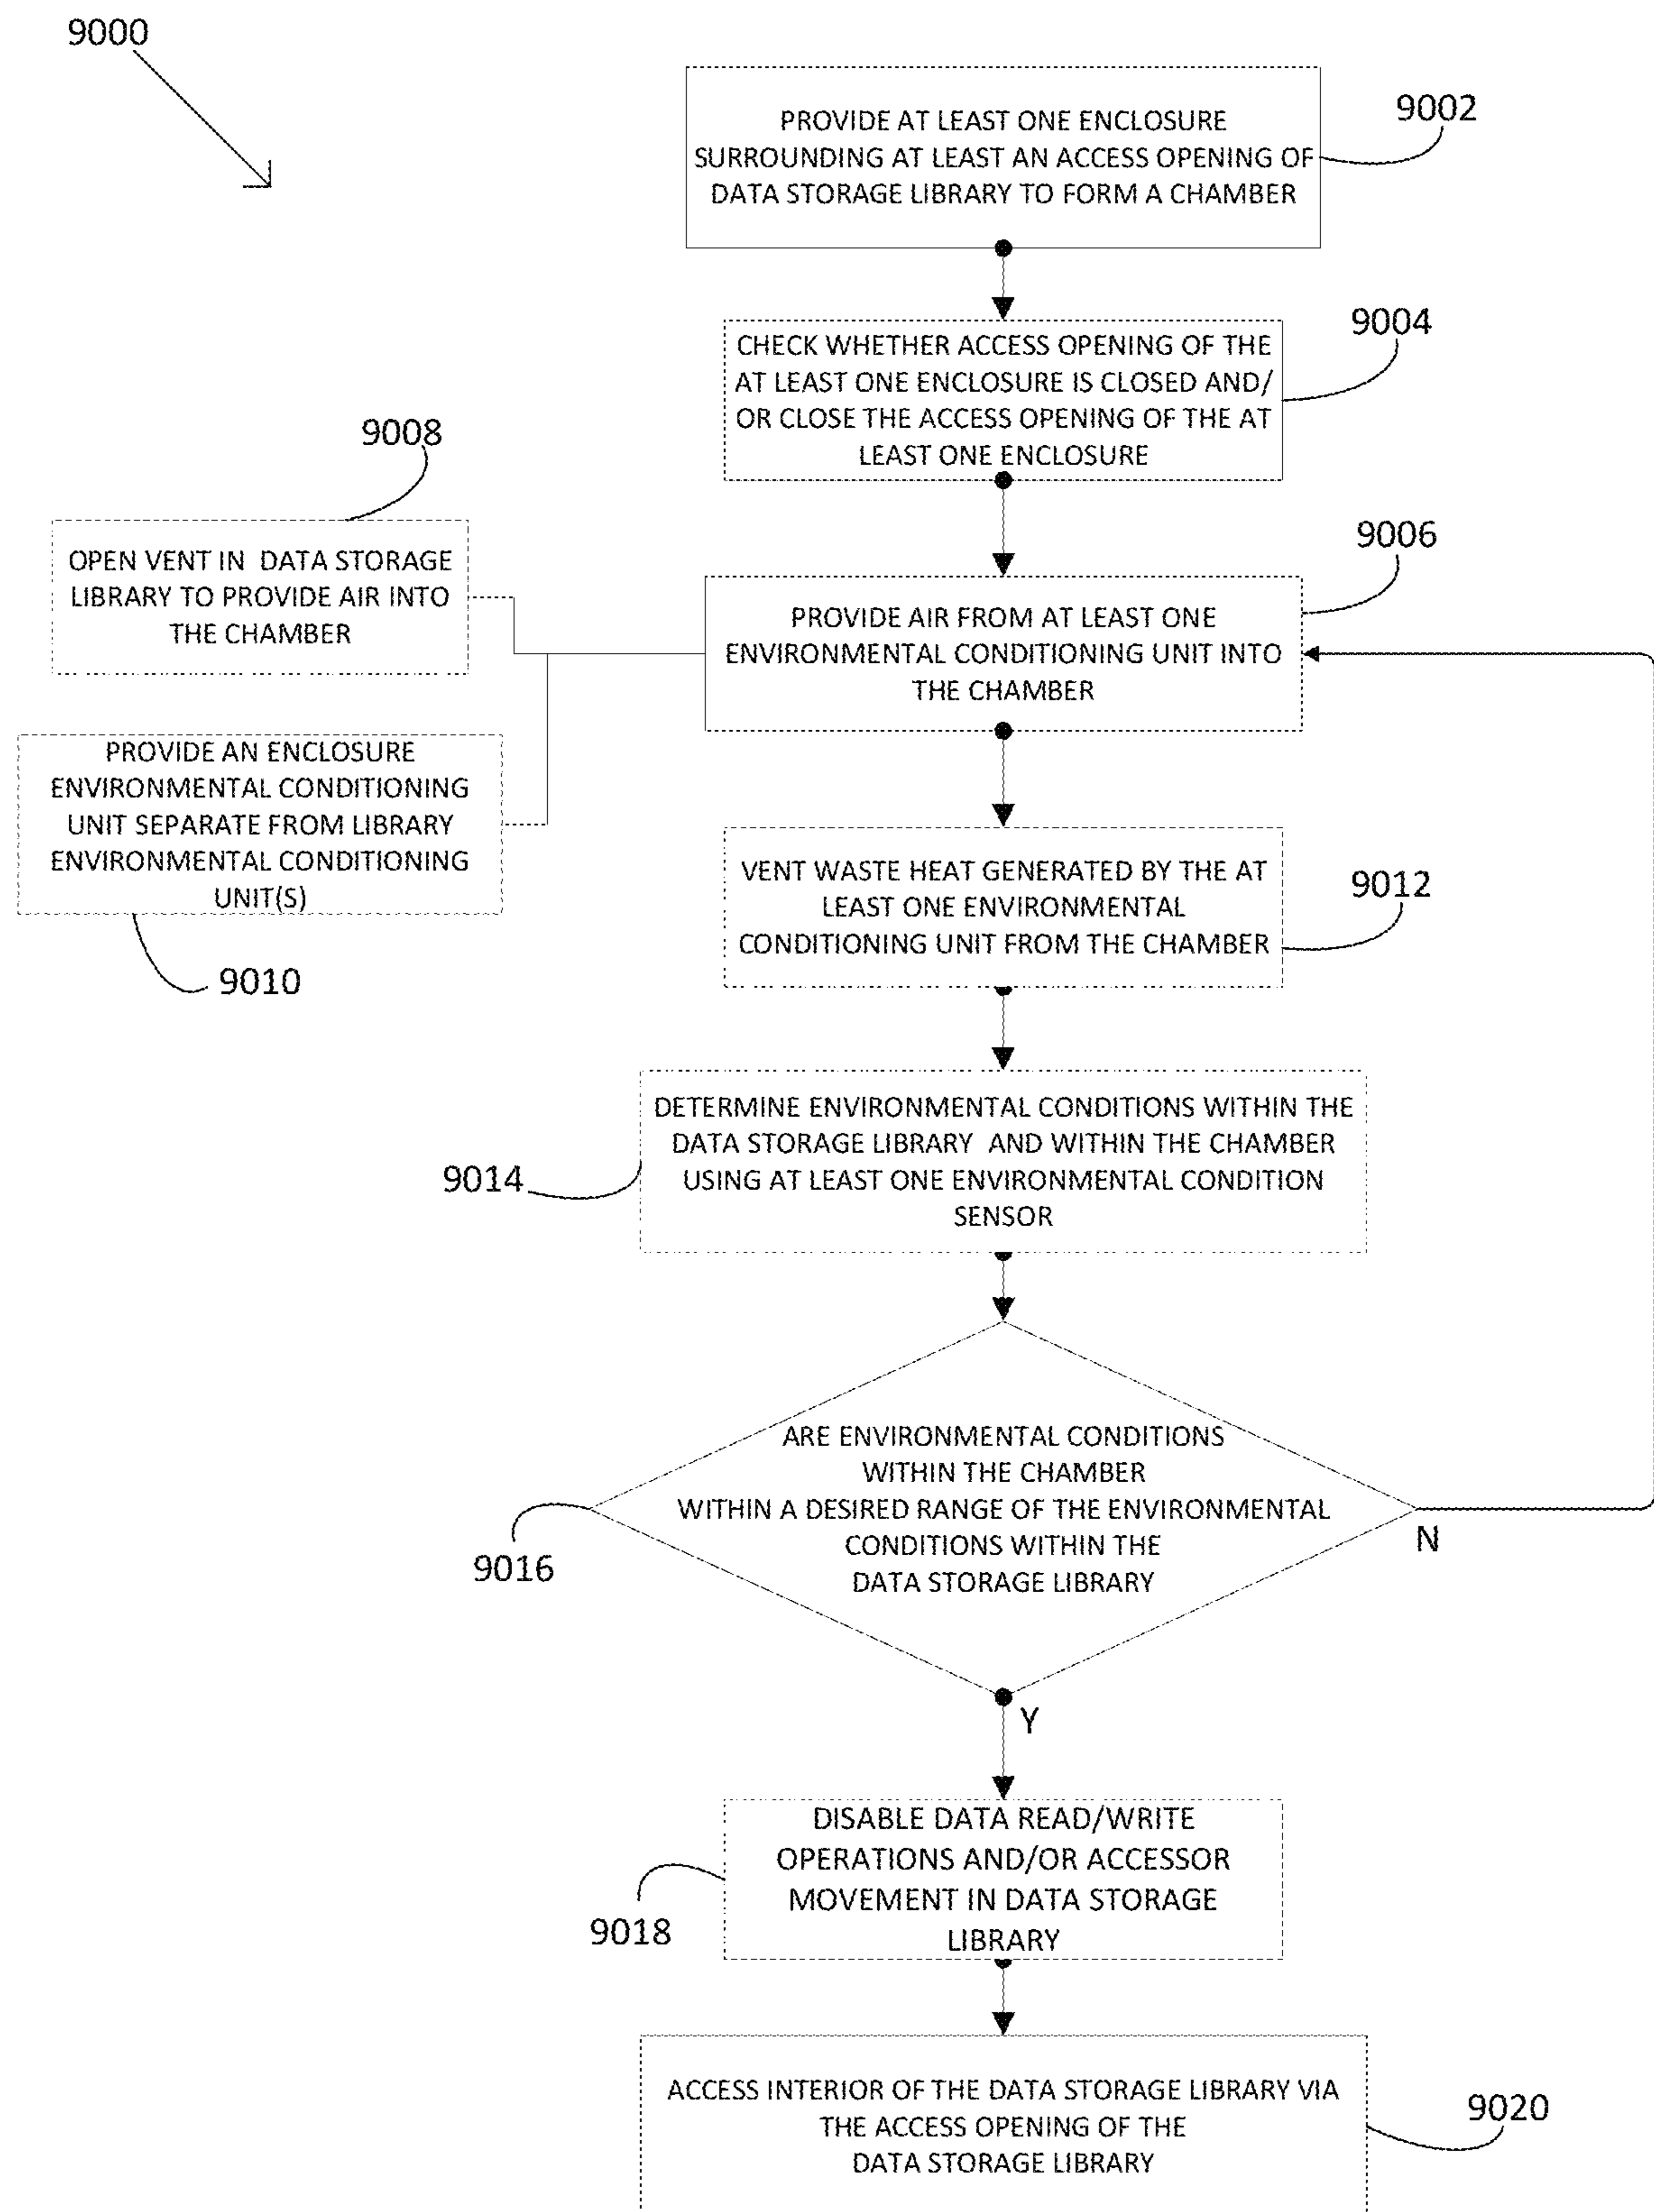 9000
PROVIDE AT LEAST ONE ENCLOSURE
SURROUNDING AT LEAST AN ACCESS OPENING OF
DATA STORAGE LIBRARY TO FORM A CHAMBER
9002
CHECK WHETHER ACCESS OPENING OF THE
AT LEAST ONE ENCLOSURE IS CLOSED AND/
OR CLOSE THE ACCESS OPENING OF THE AT
LEAST ONE ENCLOSURE
9004
9008
OPEN VENT IN DATA STORAGE
LIBRARY TO PROVIDE AIR INTO
THE CHAMBER
9006
PROVIDE AIR FROM AT LEAST ONE
ENVIRONMENTAL CONDITIONING UNIT INTO
THE CHAMBER
PROVIDE AN ENCLOSURE
ENVIRONMENTAL CONDITIONING
UNIT SEPARATE FROM LIBRARY
ENVIRONMENTAL CONDITIONING
UNIT(S)
9010
VENT WASTE HEAT GENERATED BY THE AT
LEAST ONE ENVIRONMENTAL
CONDITIONING UNIT FROM THE CHAMBER
9012
DETERMINE ENVIRONMENTAL CONDITIONS WITHIN THE
DATA STORAGE LIBRARY AND WITHIN THE CHAMBER
USING AT LEAST ONE ENVIRONMENTAL CONDITION
SENSOR
9014
ARE ENVIRONMENTAL CONDITIONS
WITHIN THE CHAMBER
WITHIN A DESIRED RANGE OF THE ENVIRONMENTAL
CONDITIONS WITHIN THE
DATA STORAGE LIBRARY
9016
N
Y
DISABLE DATA READ/WRITE
OPERATIONS AND/OR ACCESSOR
MOVEMENT IN DATA STORAGE
LIBRARY
9018
ACCESS INTERIOR OF THE DATA STORAGE LIBRARY VIA
THE ACCESS OPENING OF THE
DATA STORAGE LIBRARY
9020